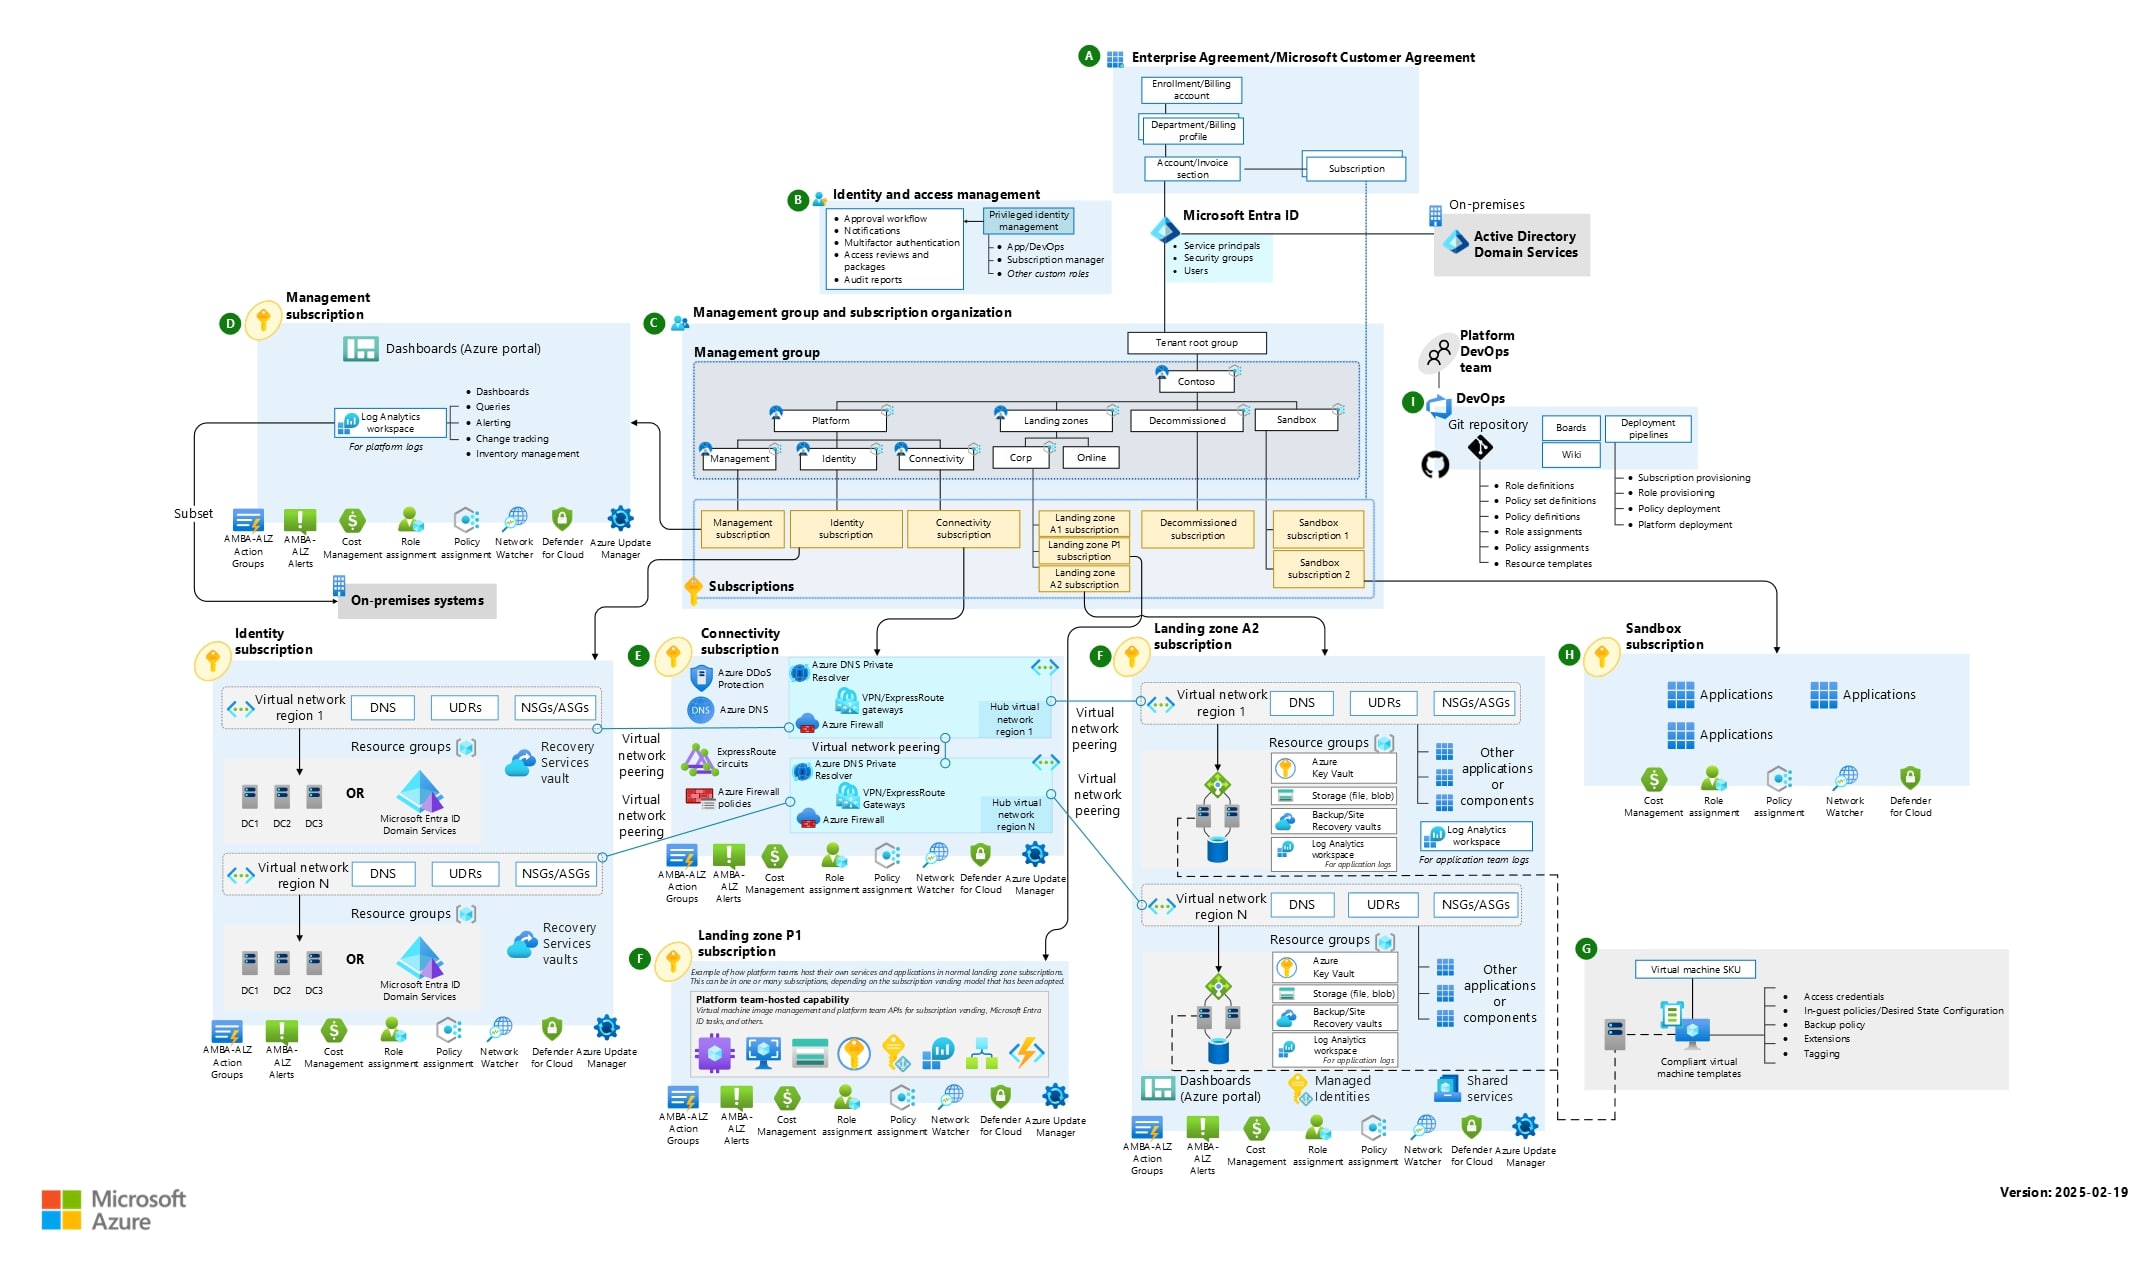 A
Enterprise Agreement/Microsoft Customer Agreement
Enrollment/Billing
account
Department/Billing
profile
Account/Invoice
section
Subscription
B
Identity and access management
Approval workflow
Notifications
Multifactor authentication
Access reviews and
packages
Audit reports
Privileged identity
management
App/DevOps
Subscription manager
Other custom roles
Microsoft Entra ID
Service principals
Security groups
Users
On-premises
Active Directory
Domain Services
D
Management
subscription
Dashboards (Azure portal)
Log Analytics
workspace
For platform logs
Dashboards
Queries
Alerting
Change tracking
Inventory management
Subset
AMBA-ALZ
Action
Groups
AMBA-
ALZ
Alerts
Cost
Management
Role
assignment
Policy
assignment
Network
Watcher
Defender
for Cloud
Azure Update
Manager
On-premises systems
C
Management group and subscription organization
Tenant root group
Management group
Contoso
Platform
Landing zones
Decommissioned
Sandbox
Management
Identity
Connectivity
Corp
Online
Management
subscription
Identity
subscription
Connectivity
subscription
Landing zone
A1 subscription
Landing zone P1
subscription
Landing zone
A2 subscription
Decommissioned
subscription
Sandbox
subscription 1
Sandbox
subscription 2
Subscriptions
Platform
DevOps
team
I
DevOps
Git repository
Boards
Wiki
Deployment
pipelines
Role definitions
Policy set definitions
Policy definitions
Role assignments
Policy assignments
Resource templates
Subscription provisioning
Role provisioning
Policy deployment
Platform deployment
Identity
subscription
Virtual network
region 1
DNS
UDRs
NSGs/ASGs
Resource groups
DC1
DC2
DC3
OR
Microsoft Entra ID
Domain Services
Recovery
Services
vault
Virtual network
region N
DNS
UDRs
NSGs/ASGs
Resource groups
DC1
DC2
DC3
OR
Microsoft Entra ID
Domain Services
Recovery
Services
vaults
AMBA-ALZ
Action
Groups
AMBA-
ALZ
Alerts
Cost
Management
Role
assignment
Policy
assignment
Network
Watcher
Defender
for Cloud
Azure Update
Manager
Virtual
network
peering
Virtual
network
peering
E
Connectivity
subscription
Azure DDoS
Protection
DNS
Azure DNS
ExpressRoute
circuits
Azure Firewall
policies
Azure DNS Private
Resolver
VPN/ExpressRoute
gateways
Azure Firewall
Hub virtual
network
region 1
Virtual network peering
Azure DNS Private
Resolver
VPN/ExpressRoute
Gateways
Azure Firewall
Hub virtual
network
region N
AMBA-ALZ
Action
Groups
AMBA-
ALZ
Alerts
Cost
Management
Role
assignment
Policy
assignment
Network
Watcher
Defender
for Cloud
Azure Update
Manager
Virtual
network
peering
Virtual
network
peering
F
Landing zone P1
subscription
Example of how platform teams host their own services and applications in normal landing zone subscriptions.
This can be in one or many subscriptions, depending on the subscription vending model that has been adopted.
Platform team-hosted capability
Virtual machine image management and platform team APIs for subscription vending, Microsoft Entra
ID tasks, and others.
AMBA-ALZ
Action
Groups
AMBA-
ALZ
Alerts
Cost
Management
Role
assignment
Policy
assignment
Network
Watcher
Defender
for Cloud
Azure Update
Manager
F
Landing zone A2
subscription
Virtual network
region 1
DNS
UDRs
NSGs/ASGs
Resource groups
Azure
Key Vault
Storage (file, blob)
Backup/Site
Recovery vaults
Log Analytics
workspace
For application logs
Other
applications
or
components
Log Analytics
workspace
For application team logs
Virtual network
region N
DNS
UDRs
NSGs/ASGs
Resource groups
Azure
Key Vault
Storage (file, blob)
Backup/Site
Recovery vaults
Log Analytics
workspace
For application logs
Other
applications
or
components
Dashboards
(Azure portal)
Managed
Identities
Shared
services
AMBA-ALZ
Action
Groups
AMBA-
ALZ
Alerts
Cost
Management
Role
assignment
Policy
assignment
Network
Watcher
Defender
for Cloud
Azure Update
Manager
H
Sandbox
subscription
Applications
Applications
Applications
Cost
Management
Role
assignment
Policy
assignment
Network
Watcher
Defender
for Cloud
G
Virtual machine SKU
Compliant virtual
machine templates
Access credentials
In-guest policies/Desired State Configuration
Backup policy
Extensions
Tagging
Microsoft
Azure
Version: 2025-02-19